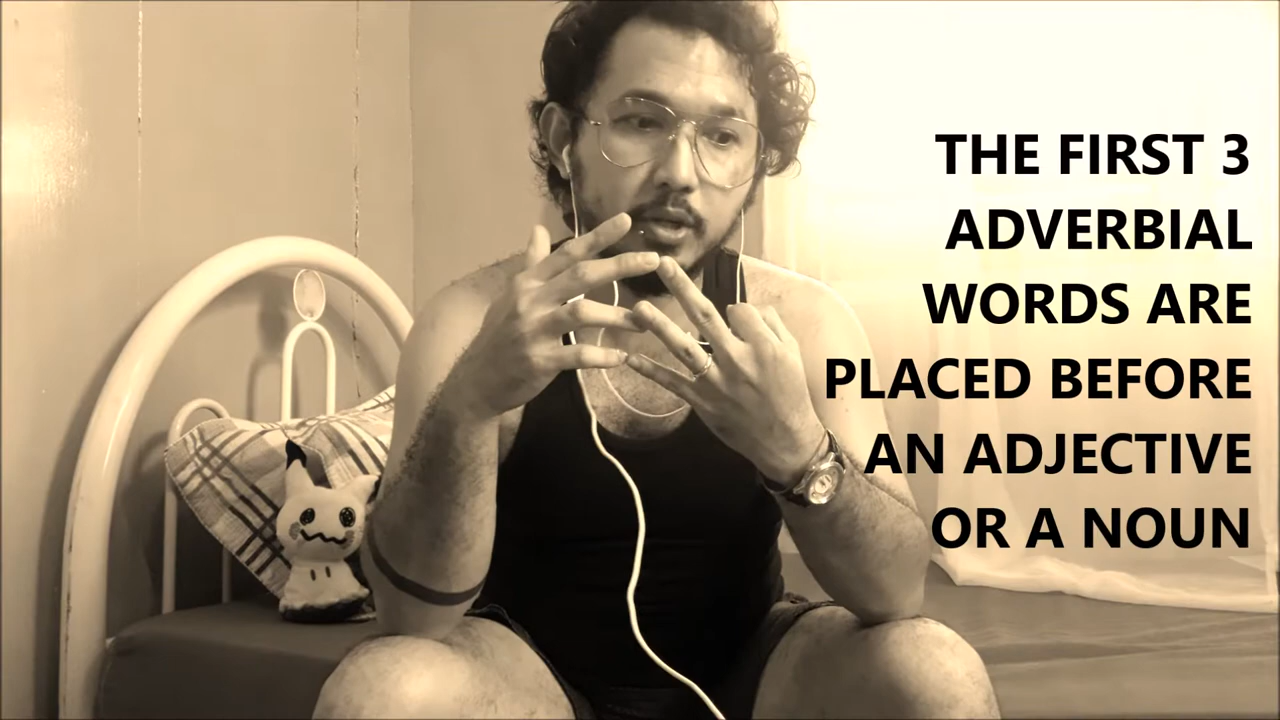 THE FIRST 3
ADVERBIAL
WORDS ARE
PLACED BEFORE
AN ADJECTIVE
OR A NOUN